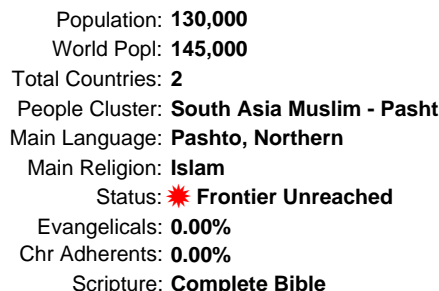 Population: 130,000
World Popl: 145,000
Total Countries: 2
People Cluster: South Asia Muslim - Pasht
Main Language: Pashto, Northern
Main Religion: Islam
Status: Frontier Unreached
Evangelicals: 0.00%
Chr Adherents: 0.00%
Scripture: Complete Bible